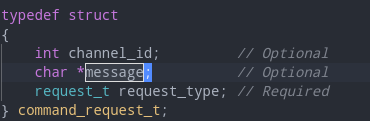 typedef struct
{
    int channel_id;         // Optional
    char *message;          // Optional
    request_t request_type; // Required
} command_request_t;